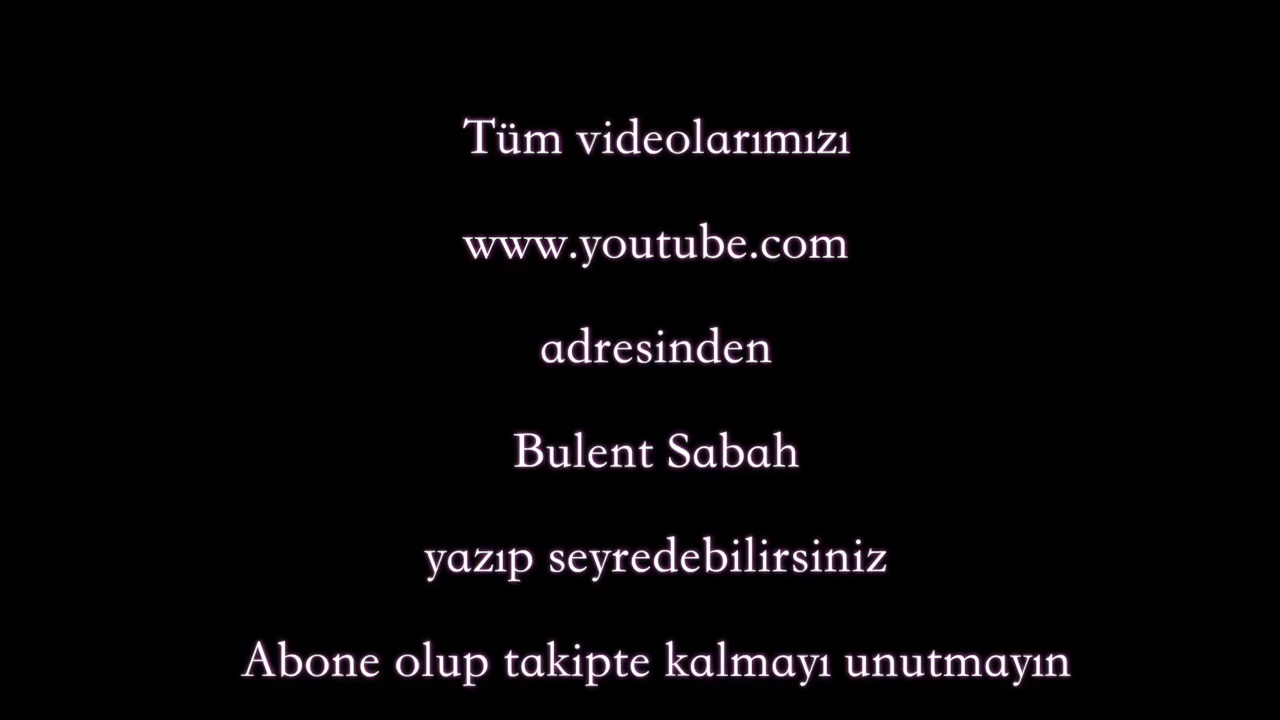 Tüm videolarımızı
www.youtube.com
adresinden
Bulent Sabah
yazıp seyredebilirsiniz
Abone olup takipte kalmayı unutmayın